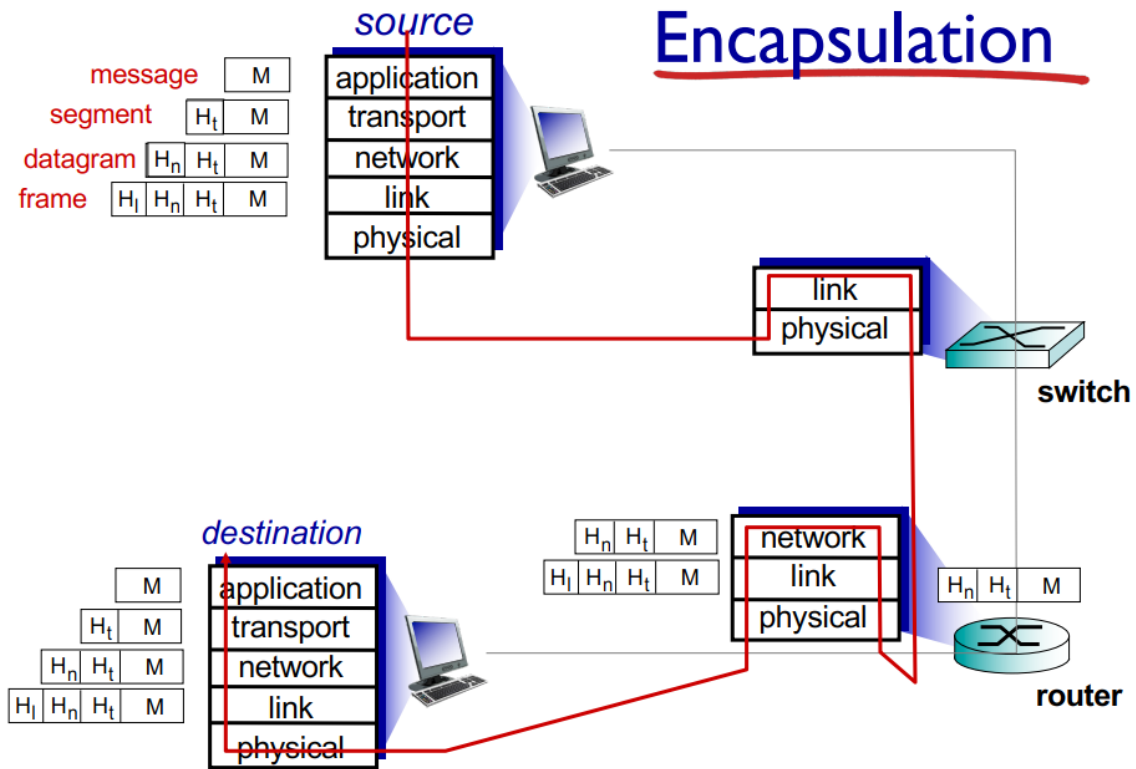 source
Encapsulation
message M application
segment Ht M transport
datagram Hn Ht M network
frame Hl Hn Ht M link
physical
link
physical
switch
destination
Hn Ht M network
Hl Hn Ht M link
Hn Ht M
physical
router
M application
Ht M transport
Hn Ht M network
Hl Hn Ht M link
physical